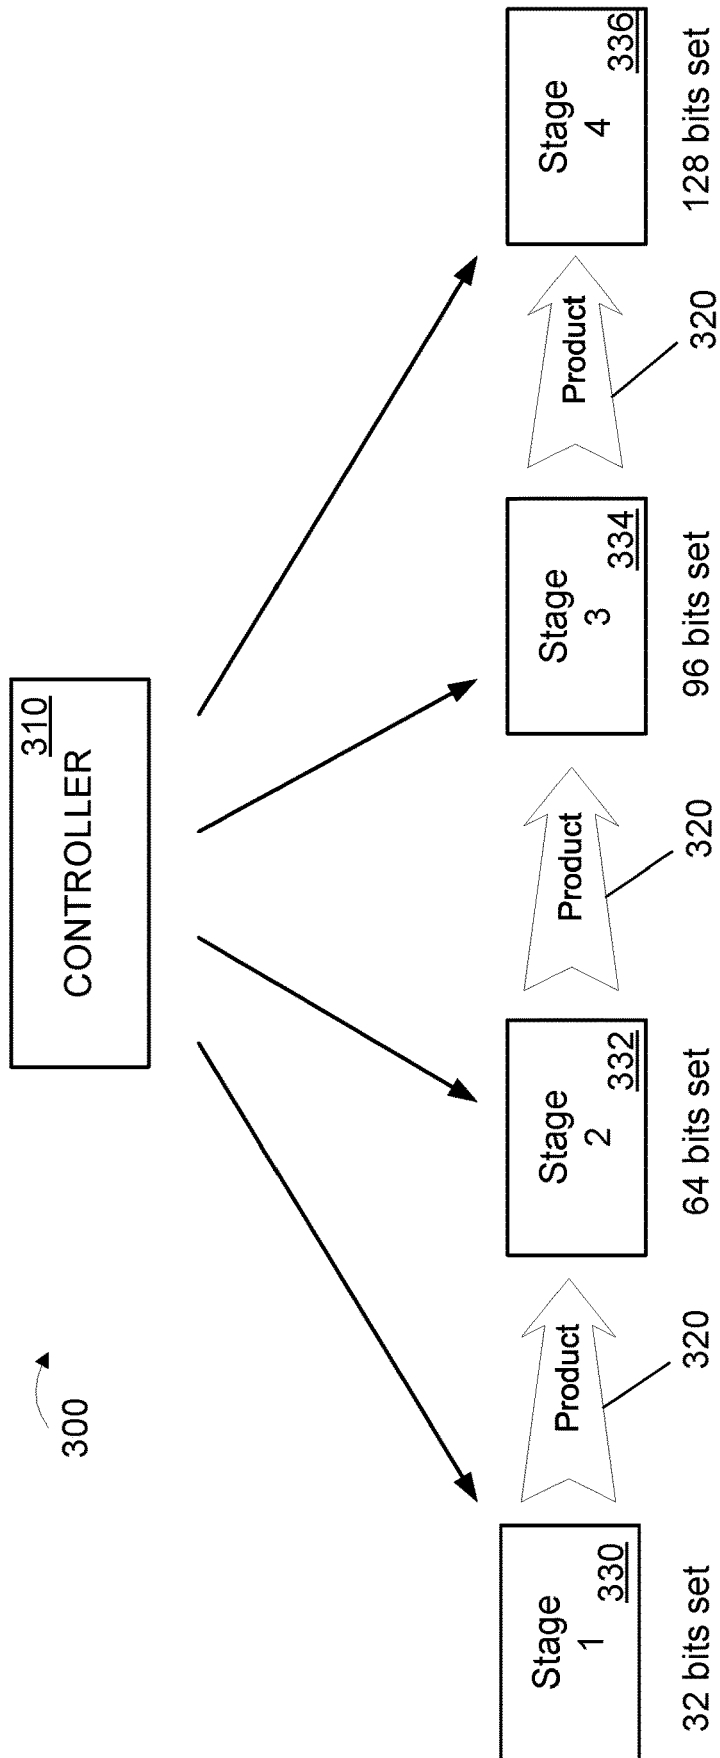 300
CONTROLLER
310
Stage
1
330
Product
320
Stage
2
332
Product
320
Stage
3
334
Product
320
Stage
4
336
32 bits set
64 bits set
96 bits set
128 bits set